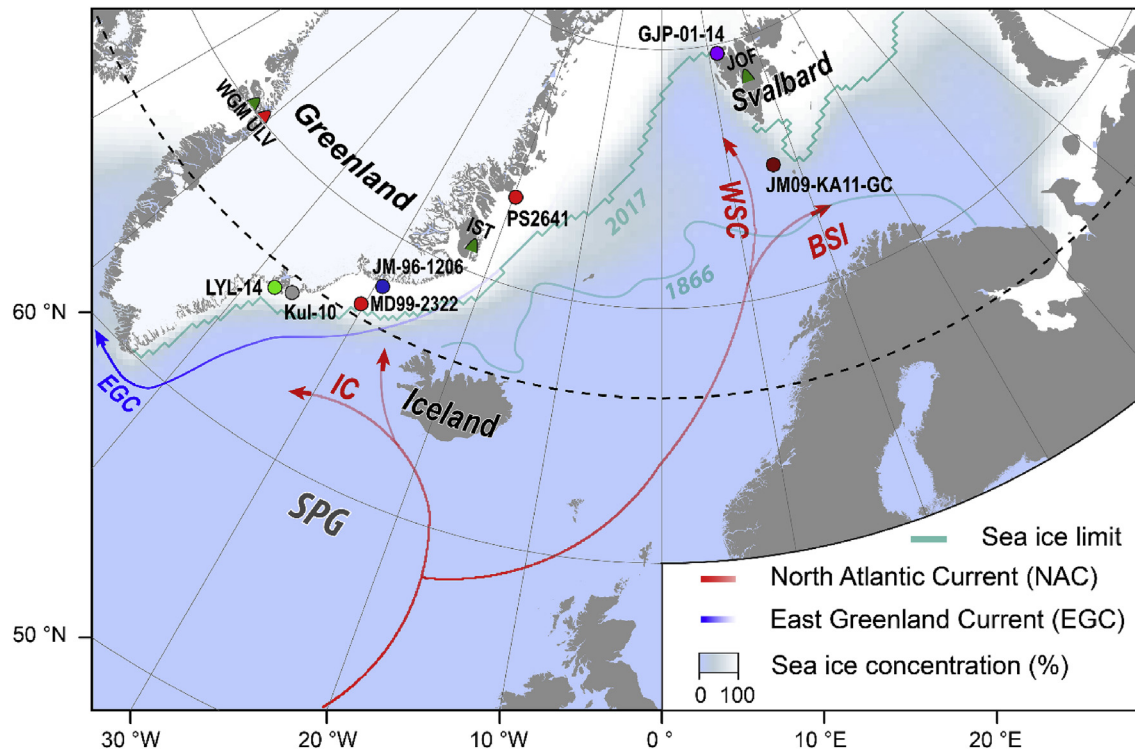 GJP-01-14
JOF
Svalbard
WGM ULV
Greenland
JM09-KA11-GC
PS2641
2017
WSC
IST
BSI
JM-96-1206
1866
LYL-14
MD99-2322
Kul-10
60 °N
EGC
IC
Iceland
SPG
Sea ice limit
North Atlantic Current (NAC)
East Greenland Current (EGC)
Sea ice concentration (%)
0 100
50 °N
30 °W
20 °W
10 °W
0 °
10 °E
20 °E